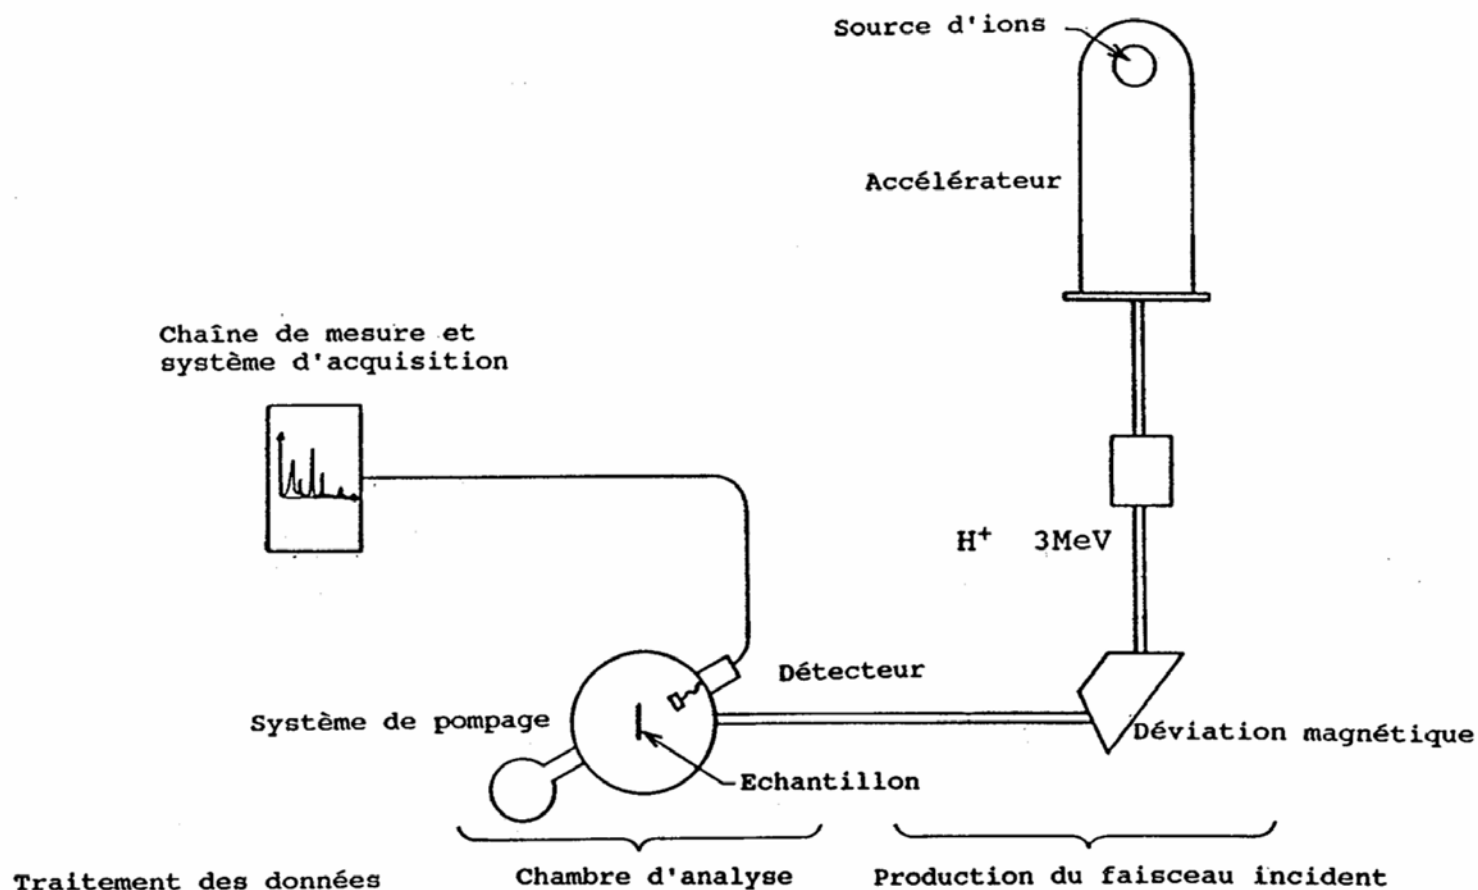 Source d'ions
Accélérateur
Chaîne de mesure et
système d'acquisition
H+ 3MeV
Détecteur
Système de pompage
Déviation magnétique
Echantillon
Traitement des données
Chambre d'analyse
Production du faisceau incident